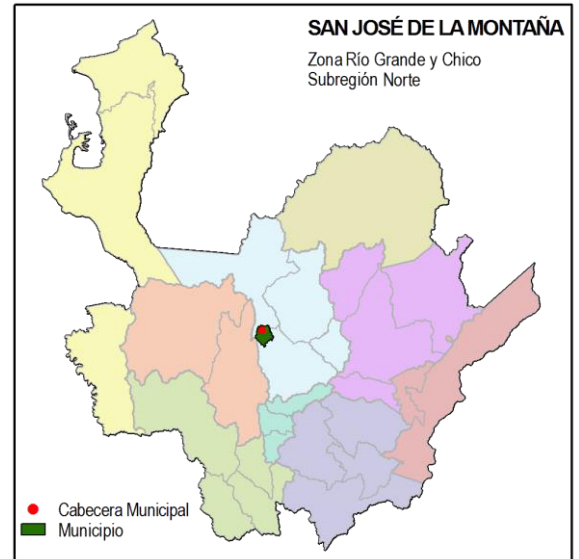 SAN JOSÉ DE LA MONTAÑA
Zona Río Grande y Chico
Subregión Norte
Cabecera Municipal
Municipio